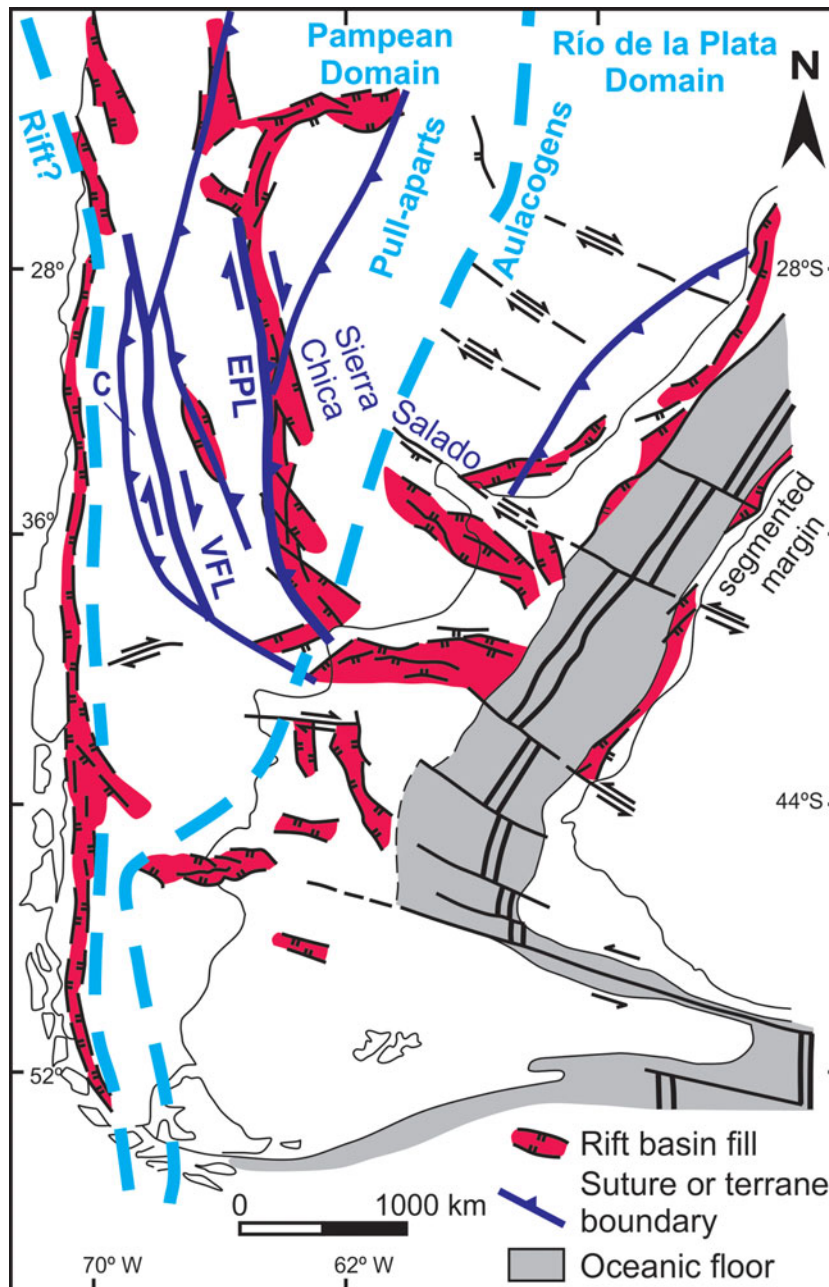 Pampean
Domain
Río de la Plata
Domain
N
Rift?
Pull-aparts
Aulacogens
28º
28ºS
Sierra
Chica
EPL
C
Salado
VFL
36º
segmented
margin
44ºS
52º
Rift basin fill
Suture or terrane
boundary
Oceanic floor
0
1000 km
70º W
62º W